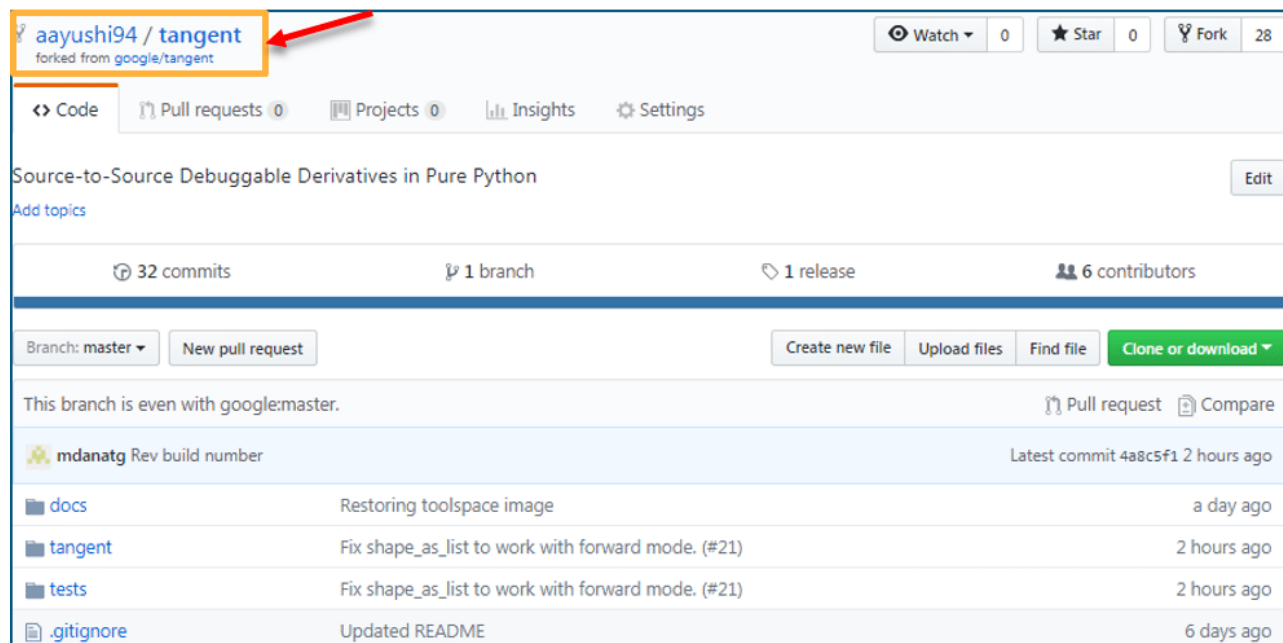 aayushi94 / tangent
forked from google/tangent
Watch 0 Star 0 Fork 28
Code Pull requests 0 Projects 0 Insights Settings
Source-to-Source Debuggable Derivatives in Pure Python
Edit
Add topics
32 commits 1 branch 1 release 6 contributors
Branch: master New pull request Create new file Upload files Find file Clone or download
This branch is even with google:master. Pull request Compare
mdanatg Rev build number Latest commit 4a8c5f1 2 hours ago
docs Restoring toolspace image a day ago
tangent Fix shape_as_list to work with forward mode. (#21) 2 hours ago
tests Fix shape_as_list to work with forward mode. (#21) 2 hours ago
.gitignore Updated README 6 days ago